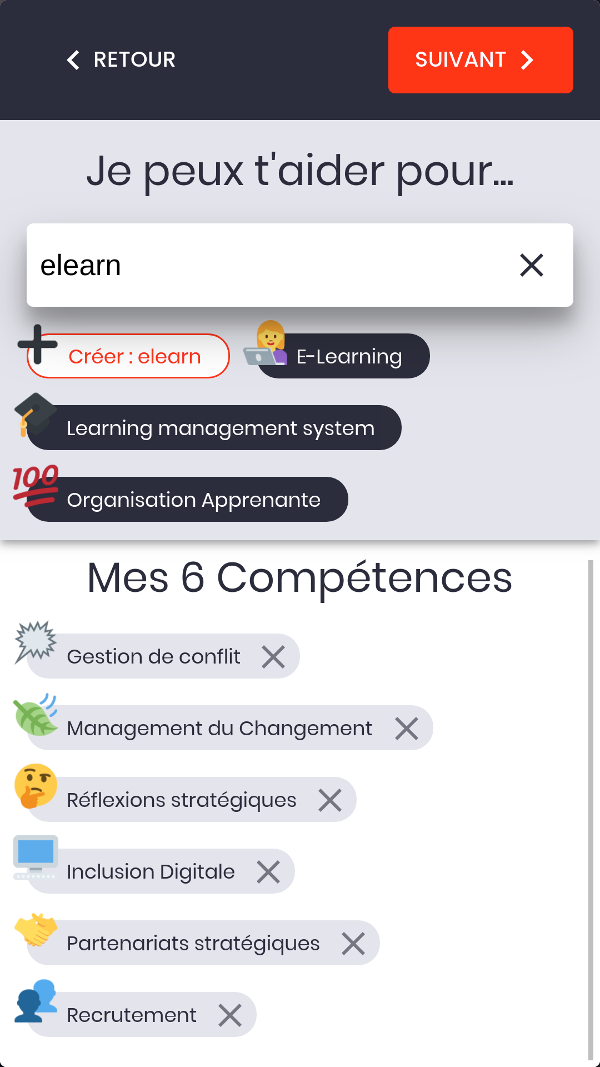 RETOUR
SUIVANT
Je peux t'aider pour...
elearn
Créer : elearn
E-Learning
Learning management system
100
Organisation Apprenante
Mes 6 Compétences
Gestion de conflit
Management du Changement
Réflexions stratégiques
Inclusion Digitale
Partenariats stratégiques
Recrutement